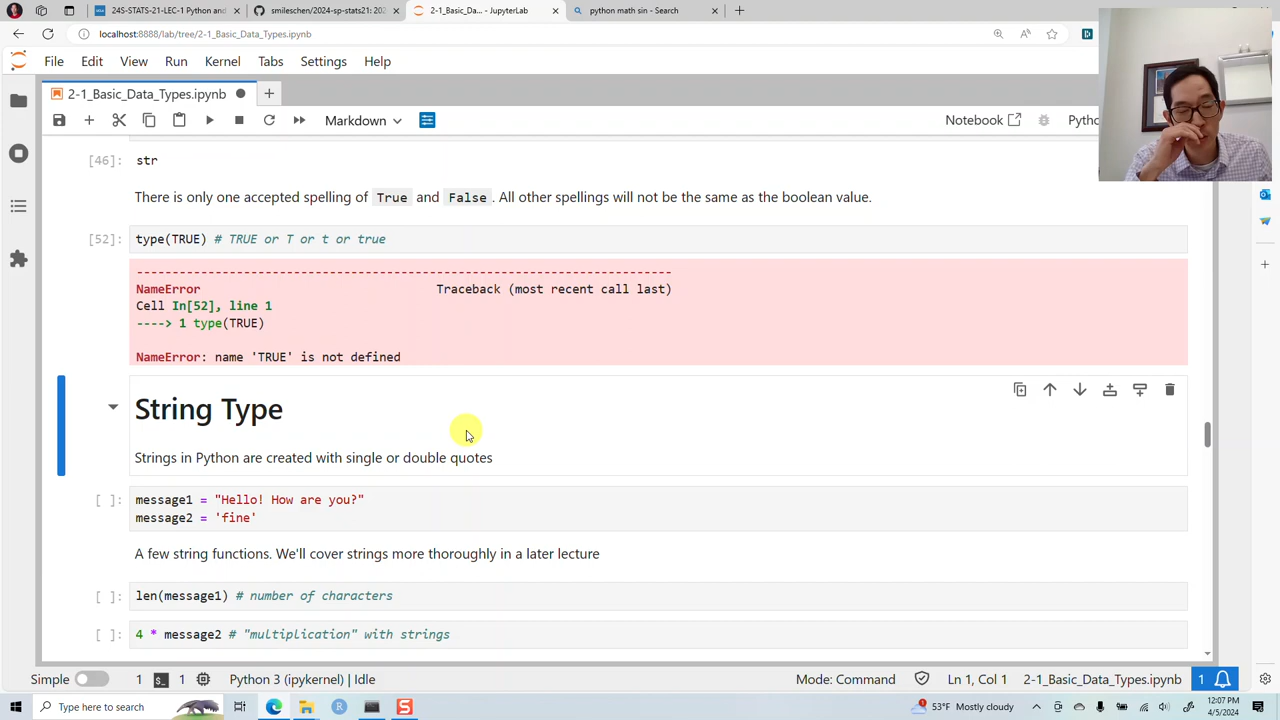 24S-STATS-21-LEC-1 Python and
smileschen/2024-sp-stats21: 202
2-1_Basic_Da... - JupyterLab
python math sin - Search
localhost:8888/lab/tree/2-1_Basic_Data_Types.ipynb
File Edit View Run Kernel Tabs Settings Help
2-1_Basic_Data_Types.ipynb
Markdown
Notebook
Pytho
[46]: str
There is only one accepted spelling of True and False. All other spellings will not be the same as the boolean value.
[52]: type(TRUE) # TRUE or T or t or true
---------------------------------------------------------------------------
NameError Traceback (most recent call last)
Cell In[52], line 1
----> 1 type(TRUE)
NameError: name 'TRUE' is not defined
String Type
Strings in Python are created with single or double quotes
[ ]: message1 = "Hello! How are you?"
message2 = 'fine'
A few string functions. We'll cover strings more thoroughly in a later lecture
[ ]: len(message1) # number of characters
[ ]: 4 * message2 # "multiplication" with strings
Simple 1 1 Python 3 (ipykernel) | Idle Mode: Command Ln 1, Col 1 2-1_Basic_Data_Types.ipynb 1
Type here to search
53°F Mostly cloudy
12:07 PM
4/5/2024